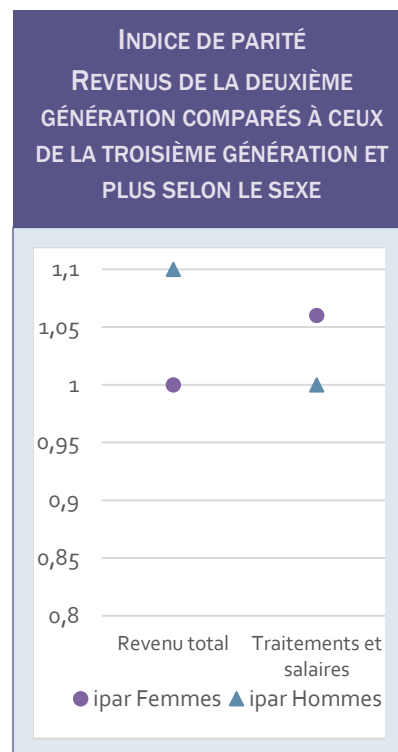 INDICE DE PARITÉ
REVENUS DE LA DEUXIÈME
GÉNÉRATION COMPARÉS À CEUX
DE LA TROISIÈME GÉNÉRATION ET
PLUS SELON LE SEXE
1,1
1,05
1
0,95
0,9
0,85
0,8
Revenu total
Traitements et
salaires
ipar Femmes
ipar Hommes